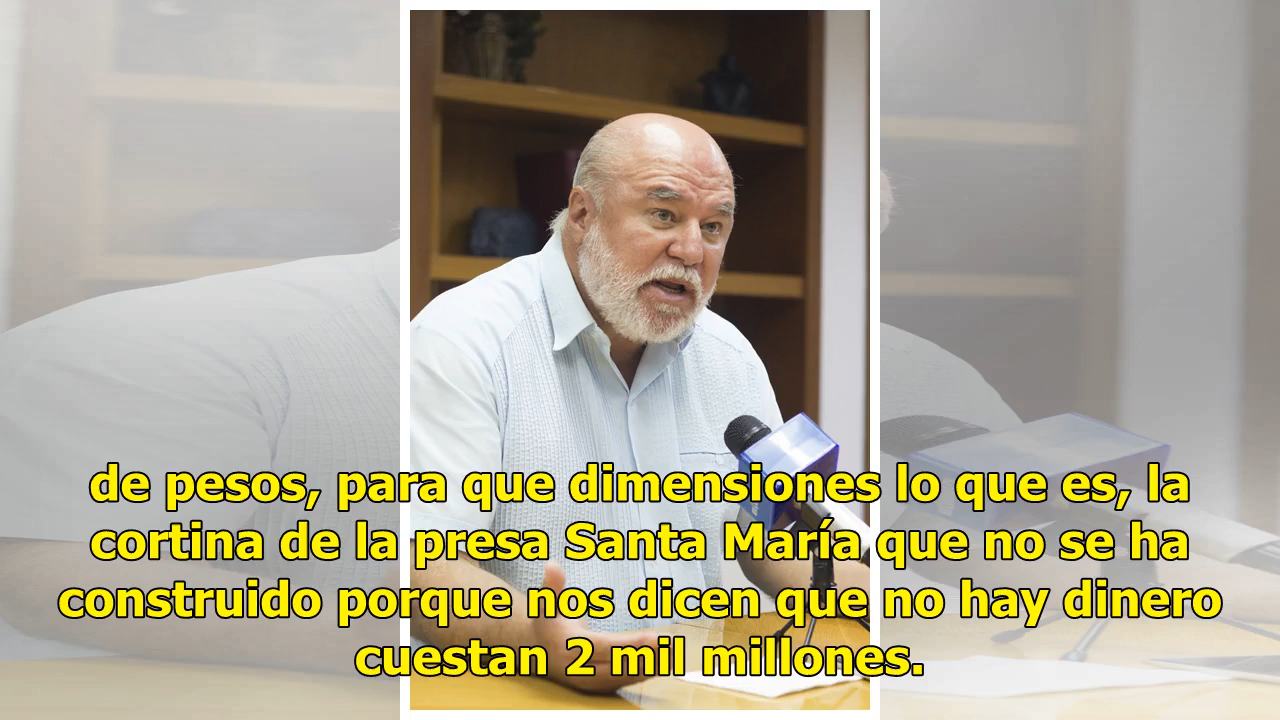 de pesos, para que dimensiones lo que es, la
cortina de la presa Santa María que no se ha
construido porque nos dicen que no hay dinero
cuestan 2 mil millones.